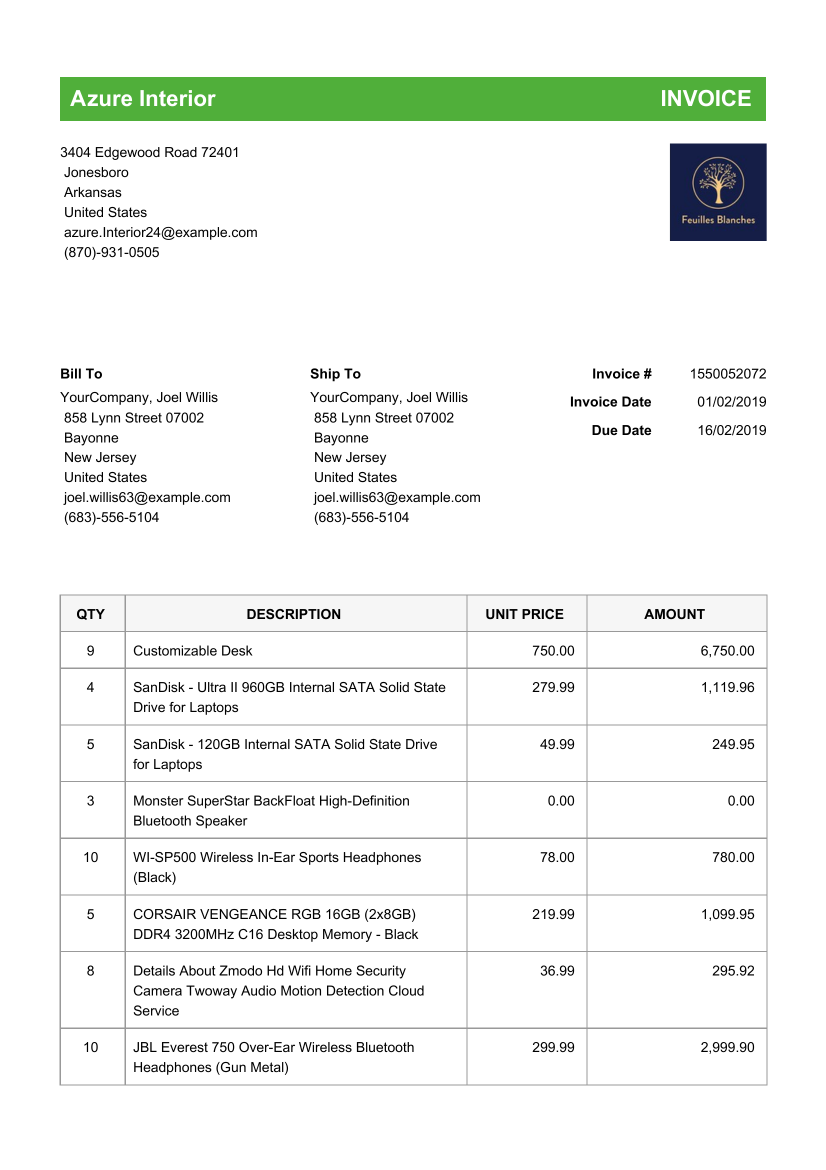 Azure Interior INVOICE
3404 Edgewood Road 72401
Jonesboro
Arkansas
United States
azure.Interior24@example.com
(870)-931-0505
Feuilles Blanches
Bill To
YourCompany, Joel Willis
858 Lynn Street 07002
Bayonne
New Jersey
United States
joel.willis63@example.com
(683)-556-5104
Ship To
YourCompany, Joel Willis
858 Lynn Street 07002
Bayonne
New Jersey
United States
joel.willis63@example.com
(683)-556-5104
Invoice # 1550052072
Invoice Date 01/02/2019
Due Date 16/02/2019
QTY DESCRIPTION UNIT PRICE AMOUNT
9 Customizable Desk 750.00 6,750.00
4 SanDisk - Ultra II 960GB Internal SATA Solid State 279.99 1,119.96
Drive for Laptops
5 SanDisk - 120GB Internal SATA Solid State Drive 49.99 249.95
for Laptops
3 Monster SuperStar BackFloat High-Definition 0.00 0.00
Bluetooth Speaker
10 WI-SP500 Wireless In-Ear Sports Headphones 78.00 780.00
(Black)
5 CORSAIR VENGEANCE RGB 16GB (2x8GB) 219.99 1,099.95
DDR4 3200MHz C16 Desktop Memory - Black
8 Details About Zmodo Hd Wifi Home Security 36.99 295.92
Camera Twoway Audio Motion Detection Cloud
Service
10 JBL Everest 750 Over-Ear Wireless Bluetooth 299.99 2,999.90
Headphones (Gun Metal)